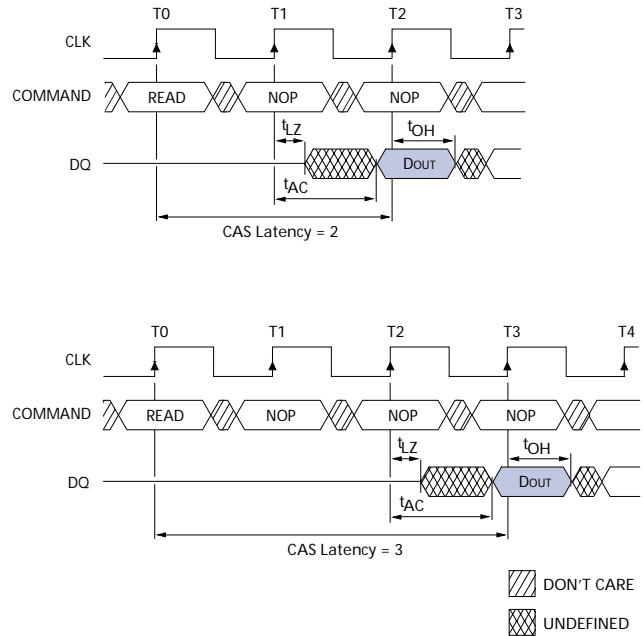 T0 T1 T2 T3
CLK
COMMAND READ NOP NOP
tLZ tOH
DQ DOUT
tAC
CAS Latency = 2
T0 T1 T2 T3 T4
CLK
COMMAND READ NOP NOP NOP
tLZ tOH
DQ DOUT
tAC
CAS Latency = 3
DON'T CARE
UNDEFINED